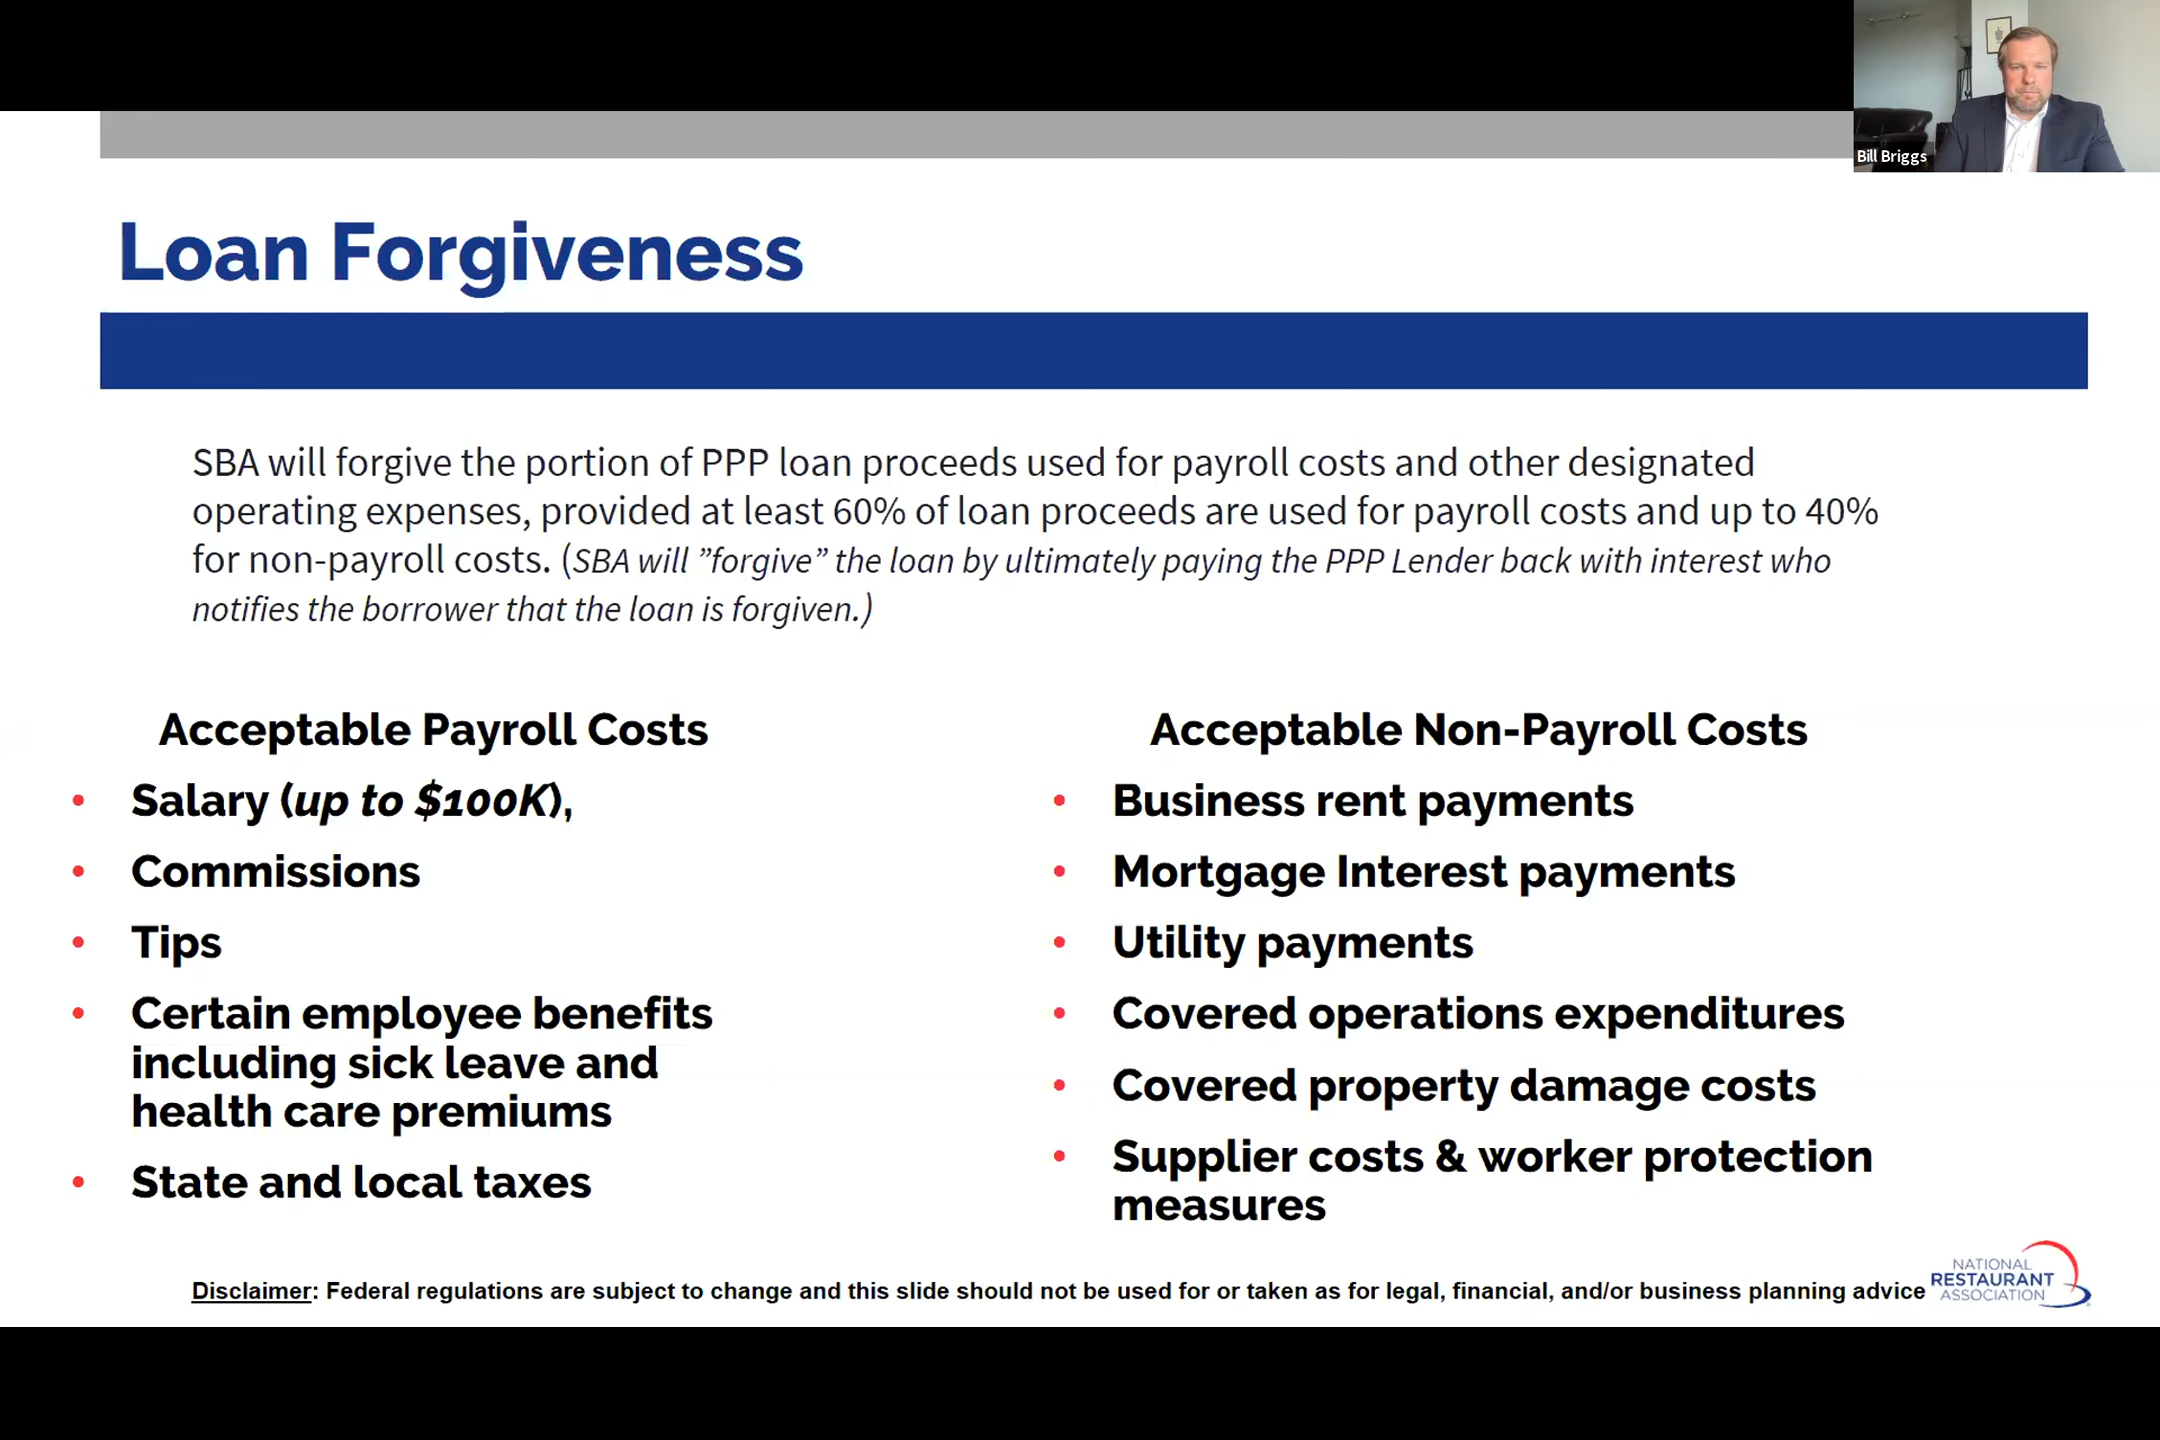 Bill Briggs
Loan Forgiveness
SBA will forgive the portion of PPP loan proceeds used for payroll costs and other designated
operating expenses, provided at least 60% of loan proceeds are used for payroll costs and up to 40%
for non-payroll costs. (SBA will ”forgive” the loan by ultimately paying the PPP Lender back with interest who
notifies the borrower that the loan is forgiven.)
Acceptable Payroll Costs
• Salary (up to $100K),
• Commissions
• Tips
• Certain employee benefits
including sick leave and
health care premiums
• State and local taxes
Acceptable Non-Payroll Costs
• Business rent payments
• Mortgage Interest payments
• Utility payments
• Covered operations expenditures
• Covered property damage costs
• Supplier costs & worker protection
measures
Disclaimer: Federal regulations are subject to change and this slide should not be used for or taken as for legal, financial, and/or business planning advice
NATIONAL
RESTAURANT
ASSOCIATION